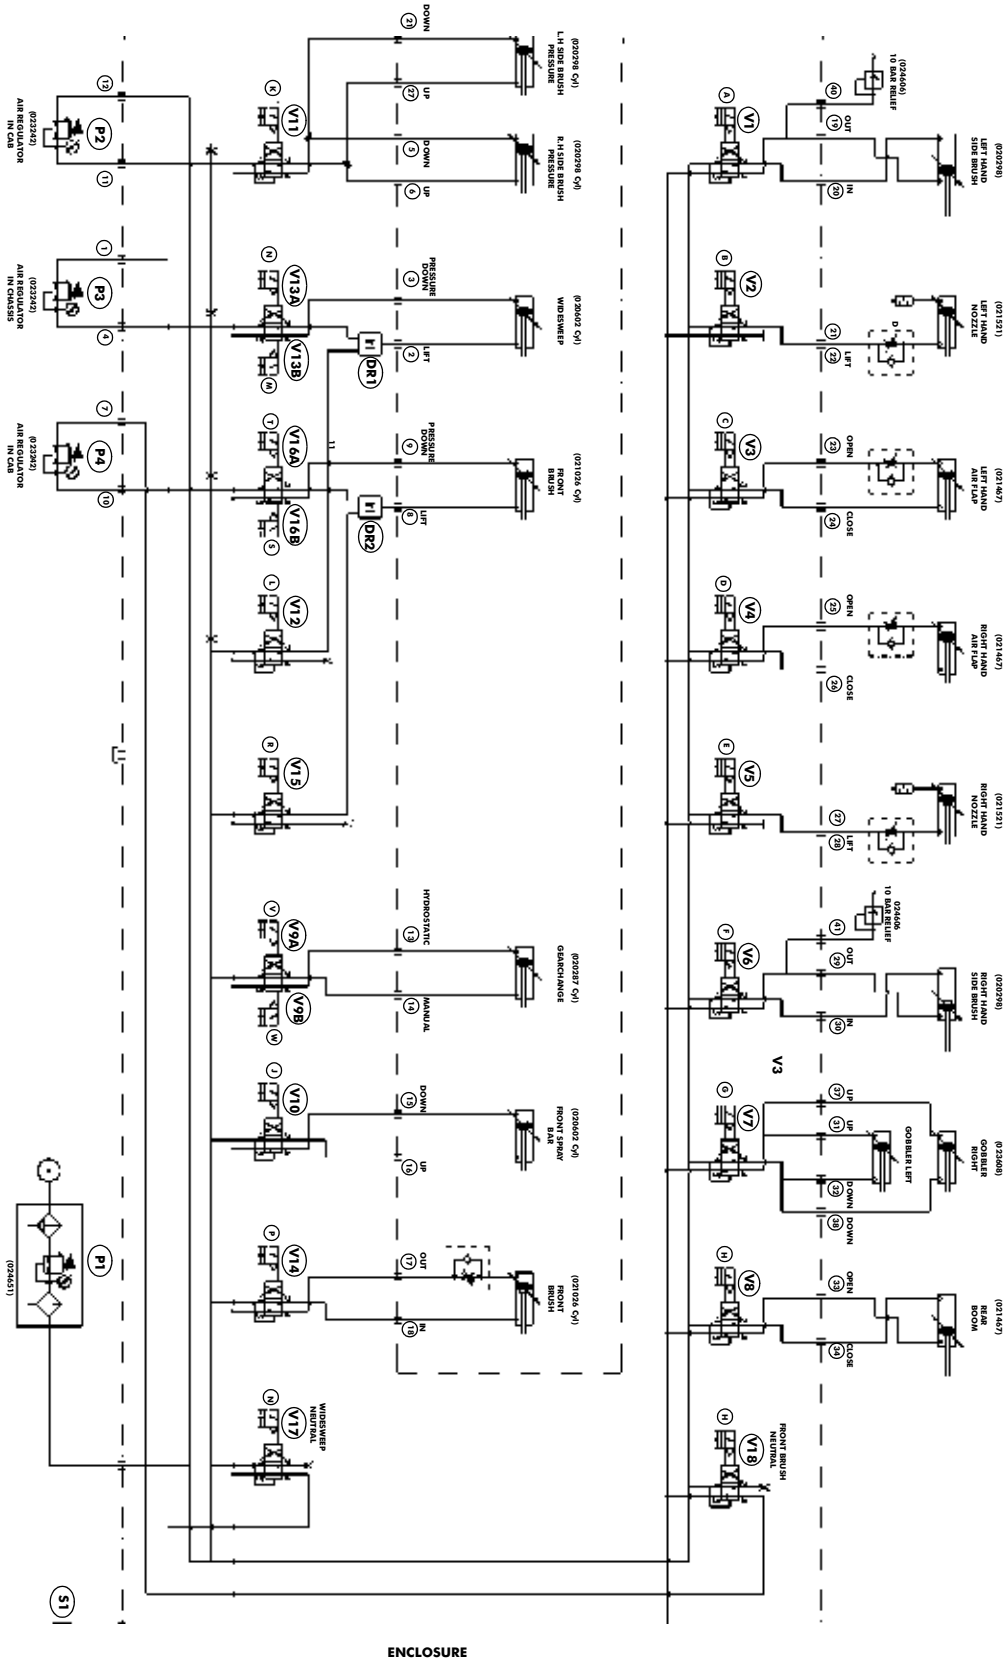 (020298)
LEFT HAND
SIDE BRUSH
(021521)
LEFT HAND
NOZZLE
(021467)
LEFT HAND
AIR FLAP
(021467)
RIGHT HAND
AIR FLAP
(021521)
RIGHT HAND
NOZZLE
(020298)
RIGHT HAND
SIDE BRUSH
(023608)
GOBBLER
RIGHT
GOBBLER LEFT
(021467)
REAR
BOOM
(024606)
10 BAR RELIEF
024606
10 BAR RELIEF
40
19
OUT
20
IN
21
22
LIFT
D
23
OPEN
24
CLOSE
25
OPEN
26
CLOSE
27
28
LIFT
41
29
OUT
30
IN
37
UP
31
UP
32
DOWN
38
DOWN
33
OPEN
34
CLOSE
A
V1
B
V2
C
V3
D
V4
E
V5
F
V6
V3
G
V7
H
V8
H
V18
FRONT BRUSH
NEUTRAL
(020298 Cyl)
L.H SIDE BRUSH
PRESSURE
(020298 Cyl)
R.H SIDE BRUSH
PRESSURE
(020602 Cyl)
WIDESWEEP
(021026 Cyl)
FRONT
BRUSH
(020287 Cyl)
GEARCHANGE
(020602 Cyl)
FRONT SPRAY
BAR
(021026 Cyl)
FRONT
BRUSH
DOWN
21
27
UP
5
DOWN
6
UP
PRESSURE
DOWN
3
2
LIFT
PRESSURE
DOWN
9
8
LIFT
HYDROSTATIC
13
14
MANUAL
DOWN
15
16
UP
OUT
17
18
IN
DR1
DR2
11
K
V11
N
V13A
V13B
M
T
V16A
V16B
S
L
V12
R
V15
V
V9A
V9B
W
J
V10
P
V14
N
V17
WIDESWEEP
NEUTRAL
12
P2
11
AIR REGULATOR
IN CAB
(023242)
1
P3
4
AIR REGULATOR
IN CHASSIS
(023242)
7
P4
10
AIR REGULATOR
IN CAB
(023242)
P1
(024651)
S1
ENCLOSURE